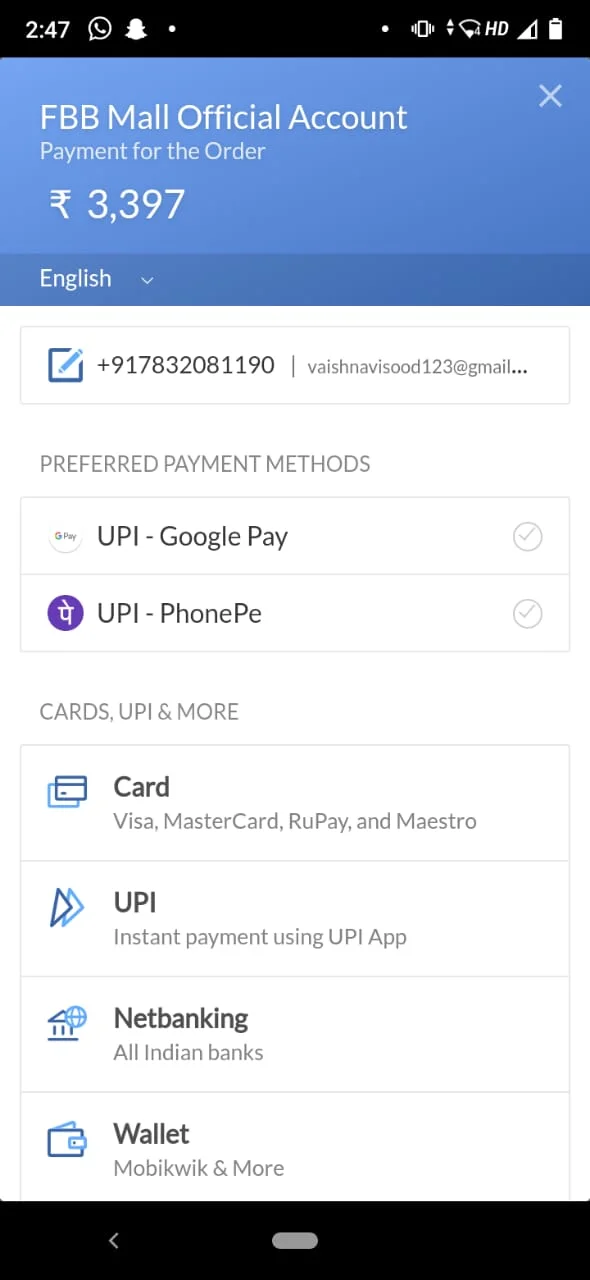 2:47 HD
FBB Mall Official Account
Payment for the Order
₹ 3,397
English
+917832081190 | vaishnavisood123@gmail...
PREFERRED PAYMENT METHODS
G Pay UPI - Google Pay
पे UPI - PhonePe
CARDS, UPI & MORE
Card
Visa, MasterCard, RuPay, and Maestro
UPI
Instant payment using UPI App
Netbanking
All Indian banks
Wallet
Mobikwik & More